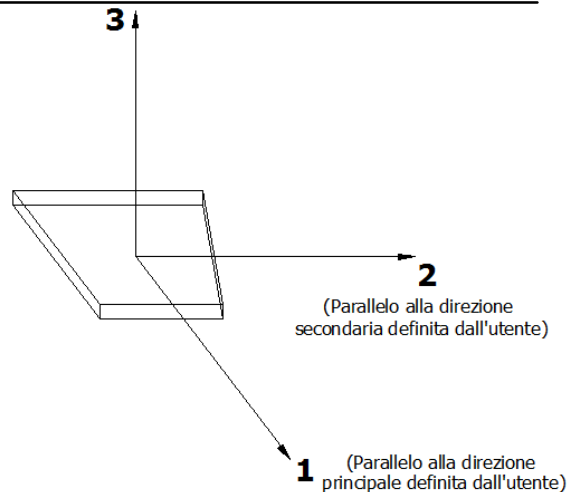 3
2
(Parallelo alla direzione
secondaria definita dall'utente)
1
(Parallelo alla direzione
principale definita dall'utente)